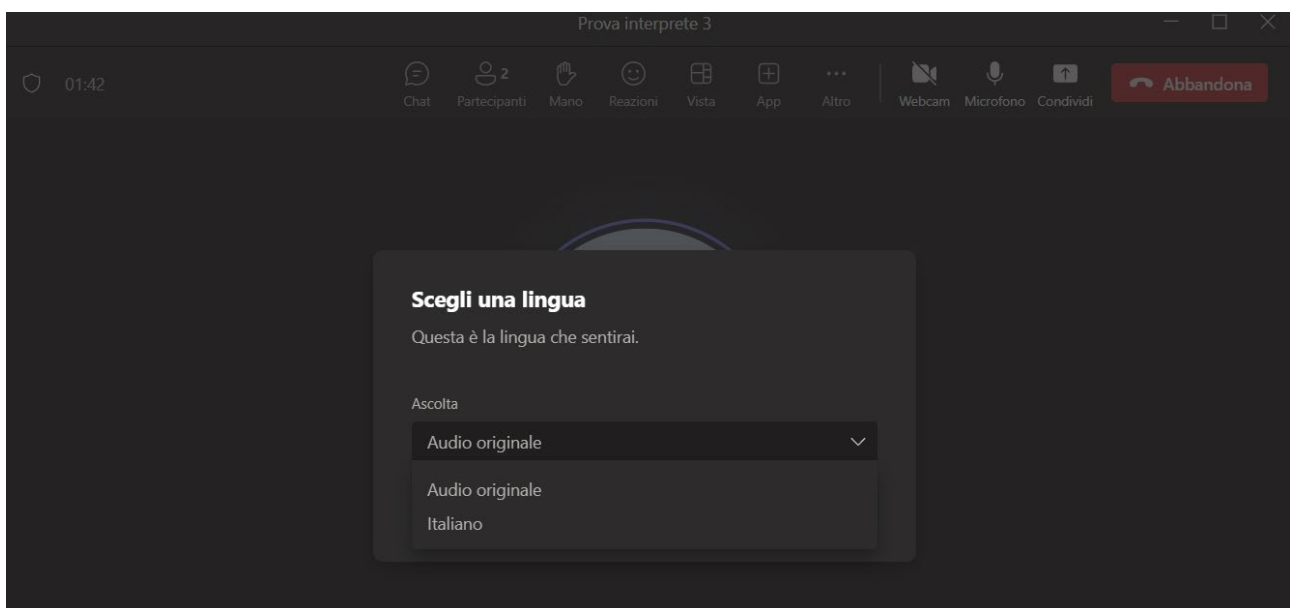 Prova interprete 3
01:42
2
Chat Partecipanti Mano Reazioni Vista App Altro Webcam Microfono Condividi Abbandona
Scegli una lingua
Questa è la lingua che sentirai.
Ascolta
Audio originale
Audio originale
Italiano